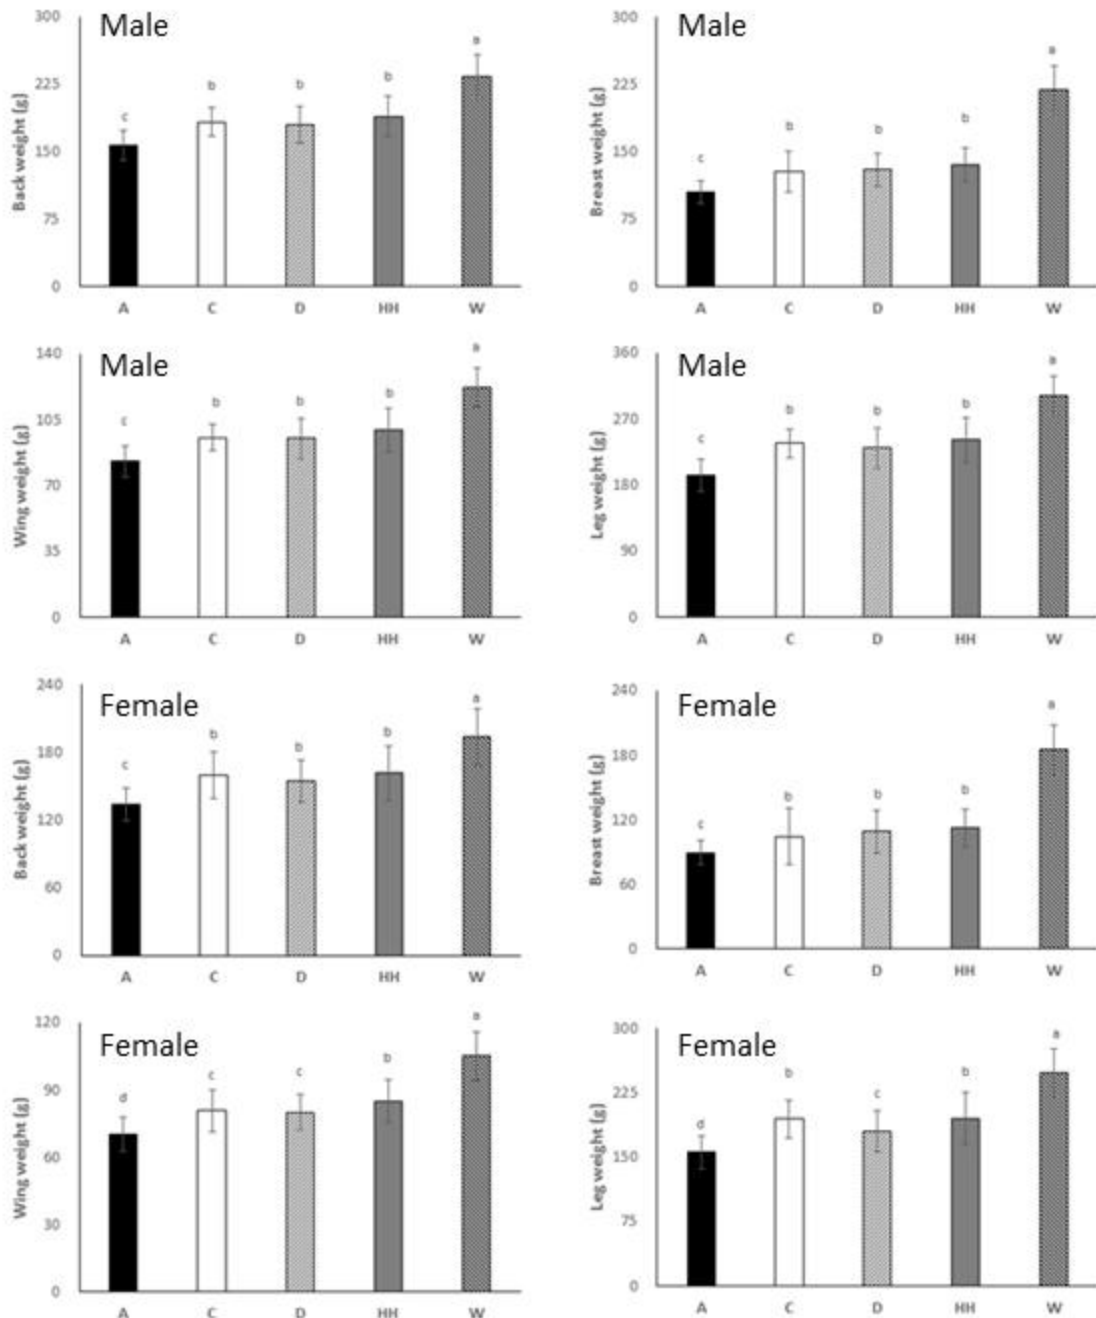 Male
Back weight (g)
300
225
150
75
0
c
b
b
b
a
A C D HH W
Male
Breast weight (g)
300
225
150
75
0
c
b
b
b
a
A C D HH W
Male
Wing weight (g)
140
105
70
35
0
c
b
b
b
a
A C D HH W
Male
Leg weight (g)
360
270
180
90
0
c
b
b
b
a
A C D HH W
Female
Back weight (g)
240
180
120
60
0
c
b
b
b
a
A C D HH W
Female
Breast weight (g)
240
180
120
60
0
c
b
b
b
a
A C D HH W
Female
Wing weight (g)
120
90
60
30
0
d
c
c
b
a
A C D HH W
Female
Leg weight (g)
300
225
150
75
0
d
b
c
b
a
A C D HH W